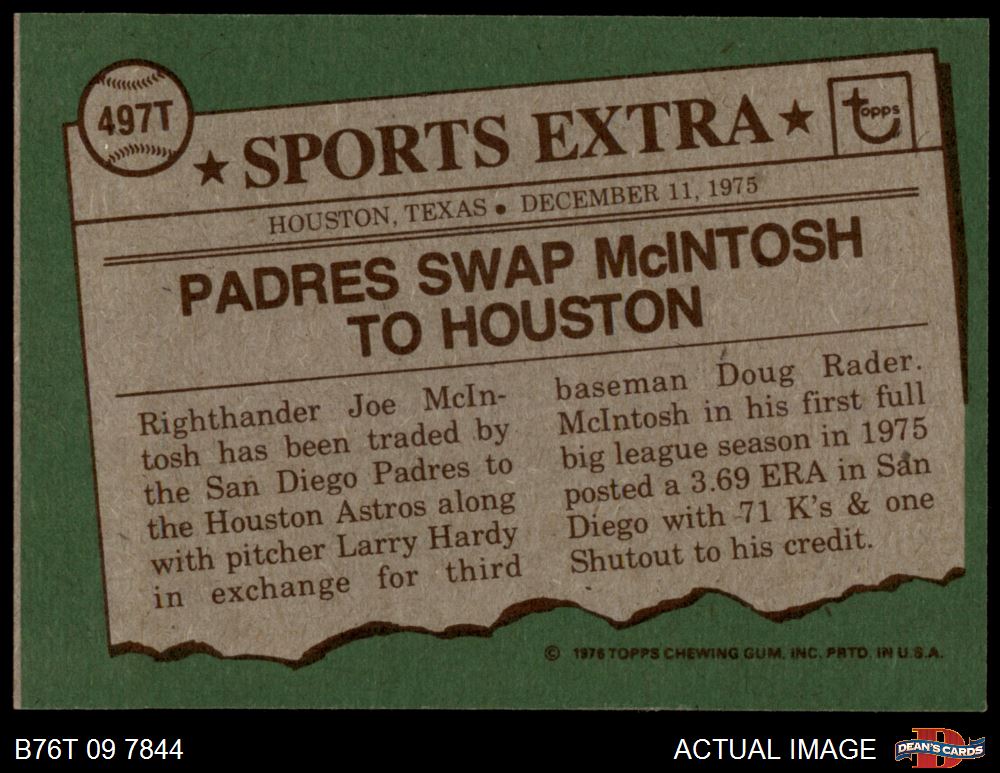 497T
★ SPORTS EXTRA ★
topps
HOUSTON, TEXAS • DECEMBER 11, 1975
PADRES SWAP McINTOSH
TO HOUSTON
Righthander Joe McIn-
tosh has been traded by
the San Diego Padres to
the Houston Astros along
with pitcher Larry Hardy
in exchange for third
baseman Doug Rader.
McIntosh in his first full
big league season in 1975
posted a 3.69 ERA in San
Diego with 71 K's & one
Shutout to his credit.
© 1976 TOPPS CHEWING GUM, INC. PRTD. IN U.S.A.
B76T 09 7844
ACTUAL IMAGE
DEAN'S CARDS